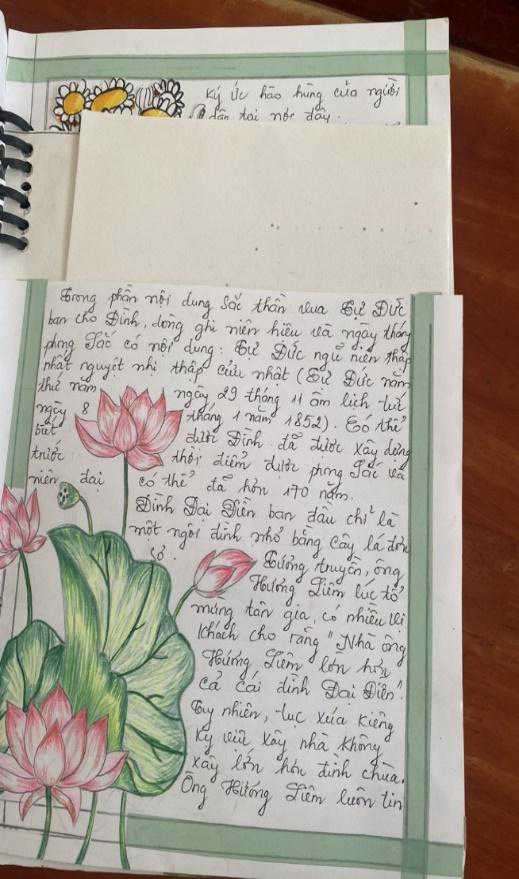 Ký ức hào hùng của người
dân tại nơi đây.
Trong phần nội dung Sắc thần vua Tự Đức
ban cho Đình, dòng ghi niên hiệu và ngày tháng
phong Sắc có nội dung: Tự Đức ngũ niên thập
nhất nguyệt nhị thập cửu nhật (Tự Đức năm
thứ năm ngày 29 tháng 11 âm lịch tức
ngày 8 tháng 1 năm 1852). Có thể
biết được Đình đã được xây dựng
trước thời điểm được phong Sắc và
niên đại có thể đã hơn 170 năm.
Đình Đại Điền ban đầu chỉ là
một ngôi đình nhỏ bằng cây lá đơn
sơ.
Tương truyền, ông
Hương Liêm lúc tổ
mừng tân gia, có nhiều vị
khách cho rằng "Nhà ông
Hương Liêm lớn hơn
cả cái đình Đại Điền".
Tuy nhiên, tục xưa kiêng
kỵ việc xây nhà không
xây lớn hơn đình chùa.
Ông Hương Liêm luôn tin